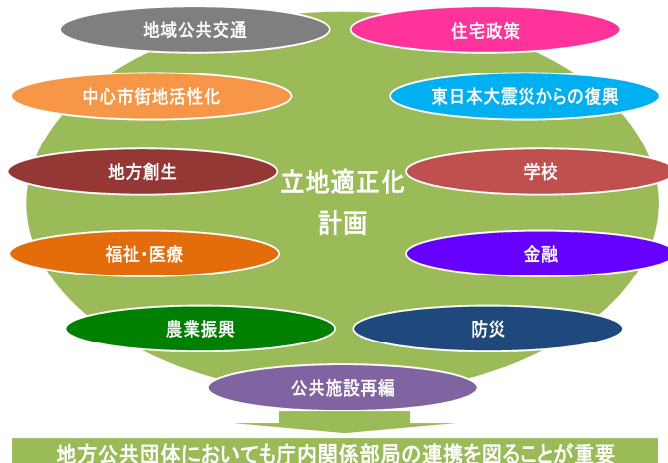 地域公共交通
住宅政策
中心市街地活性化
東日本大震災からの復興
地方創生
立地適正化
計画
学校
福祉・医療
金融
農業振興
防災
公共施設再編
地方公共団体においても庁内関係部局の連携を図ることが重要